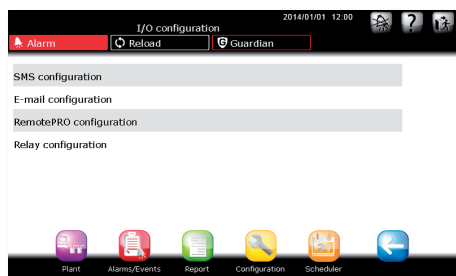 2014/01/01 12:00
I/O configuration
Alarm Reload Guardian
?
SMS configuration
E-mail configuration
RemotePRO configuration
Relay configuration
Plant Alarms/Events Report Configuration Scheduler